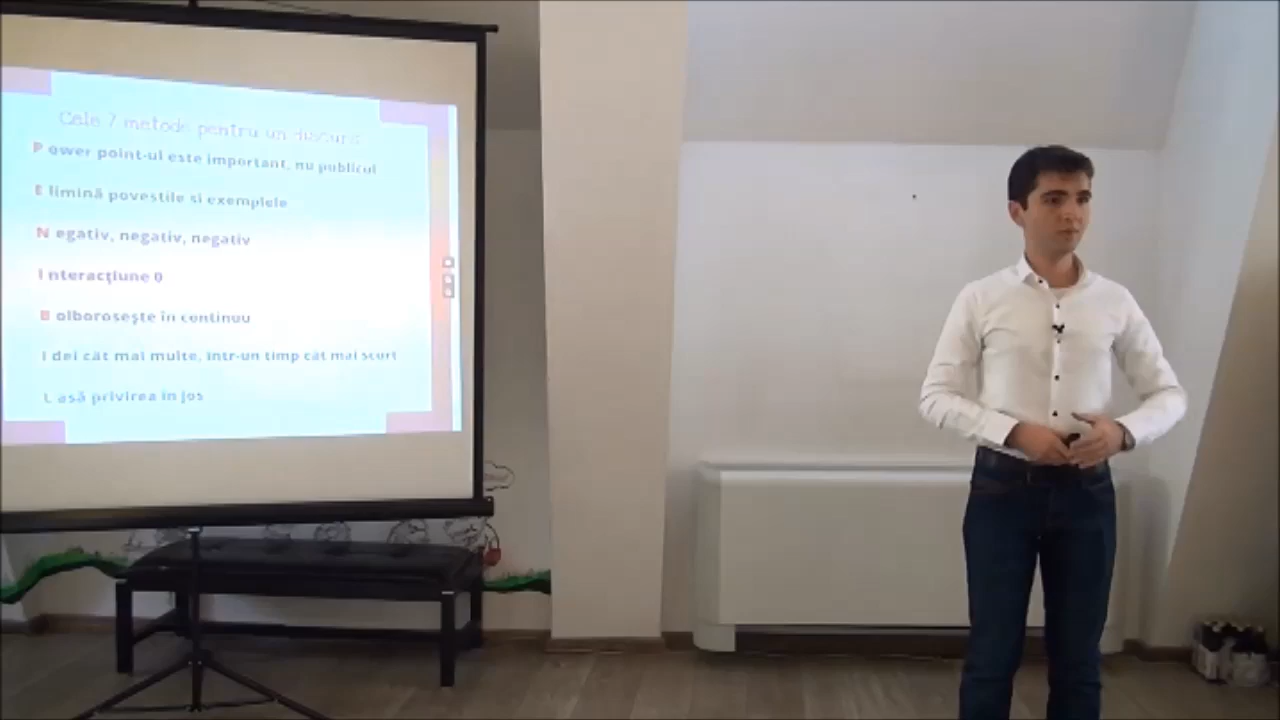 Cele 7 metode pentru un discurs
P ower point-ul este important, nu publicul
E limină poveștile si exemplele
N egativ, negativ, negativ
I nteracțiune 0
B olborosește în continuu
I dei cât mai multe, într-un timp cât mai scurt
L asă privirea în jos